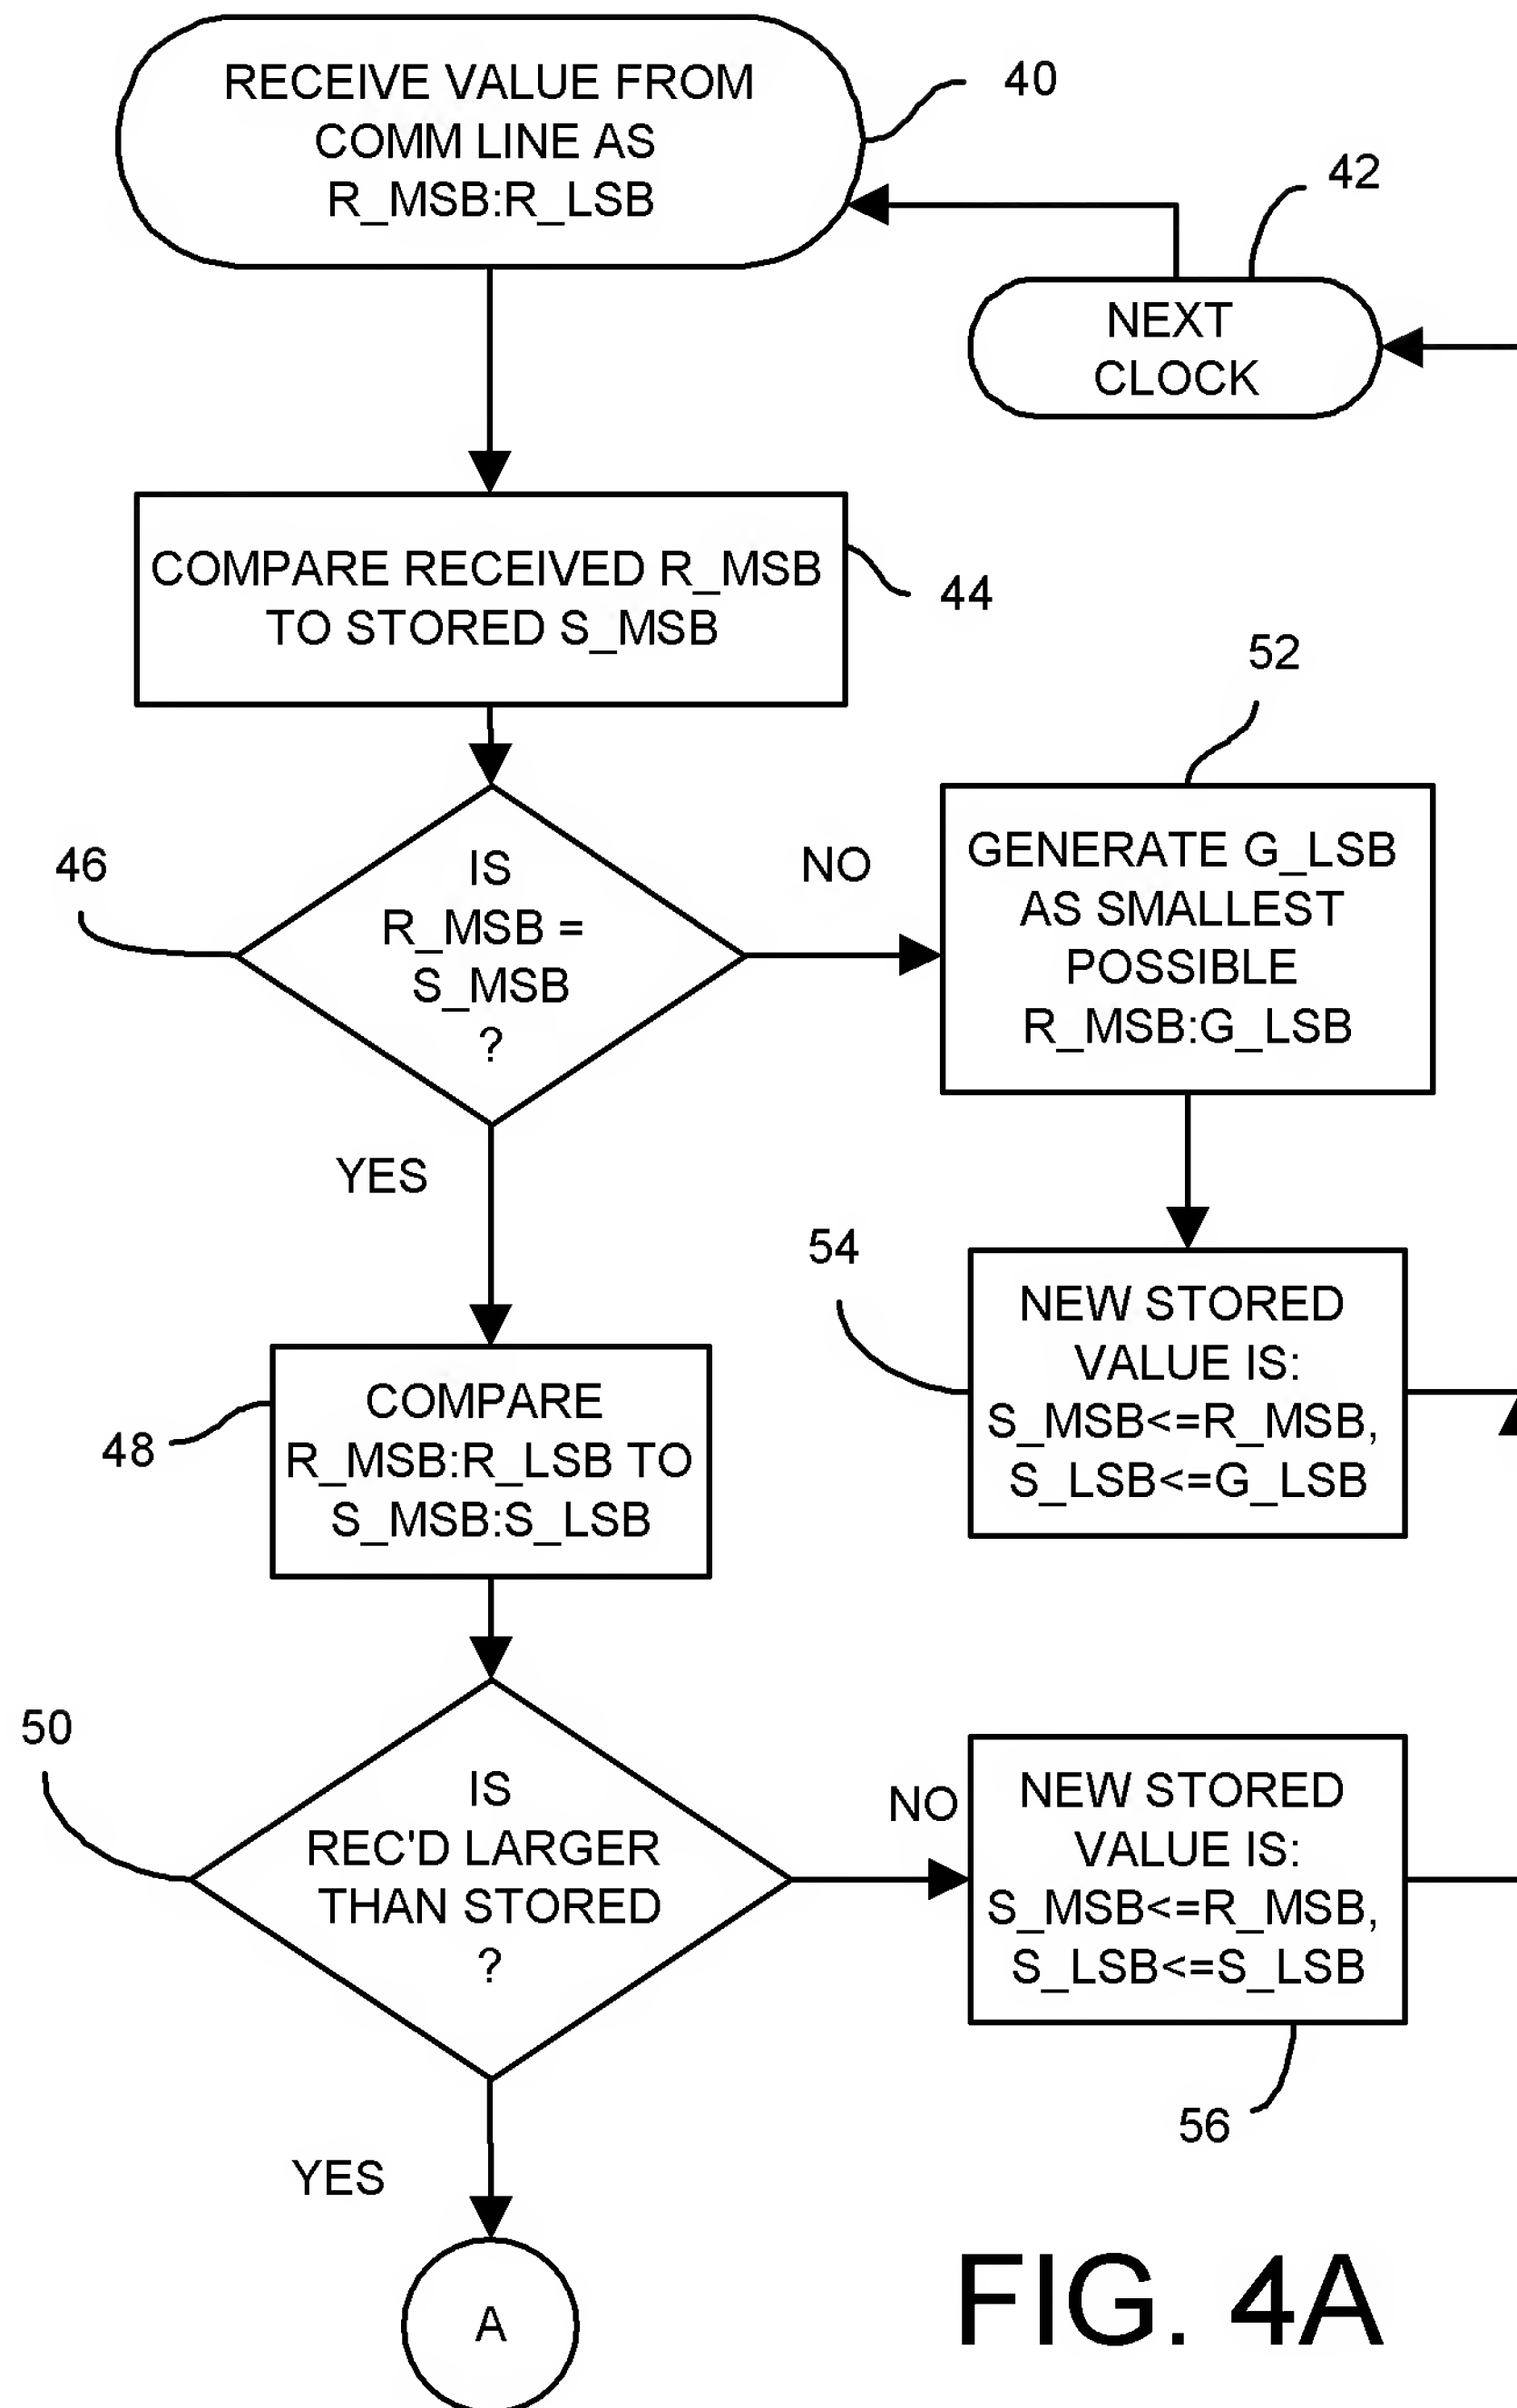 RECEIVE VALUE FROM
COMM LINE AS
R_MSB:R_LSB
40
42
NEXT
CLOCK
COMPARE RECEIVED R_MSB
TO STORED S_MSB
44
52
46
IS
R_MSB =
S_MSB
?
NO
GENERATE G_LSB
AS SMALLEST
POSSIBLE
R_MSB:G_LSB
YES
54
NEW STORED
VALUE IS:
S_MSB<=R_MSB,
S_LSB<=G_LSB
48
COMPARE
R_MSB:R_LSB TO
S_MSB:S_LSB
50
IS
REC'D LARGER
THAN STORED
?
NO
NEW STORED
VALUE IS:
S_MSB<=R_MSB,
S_LSB<=S_LSB
56
YES
A
FIG. 4A